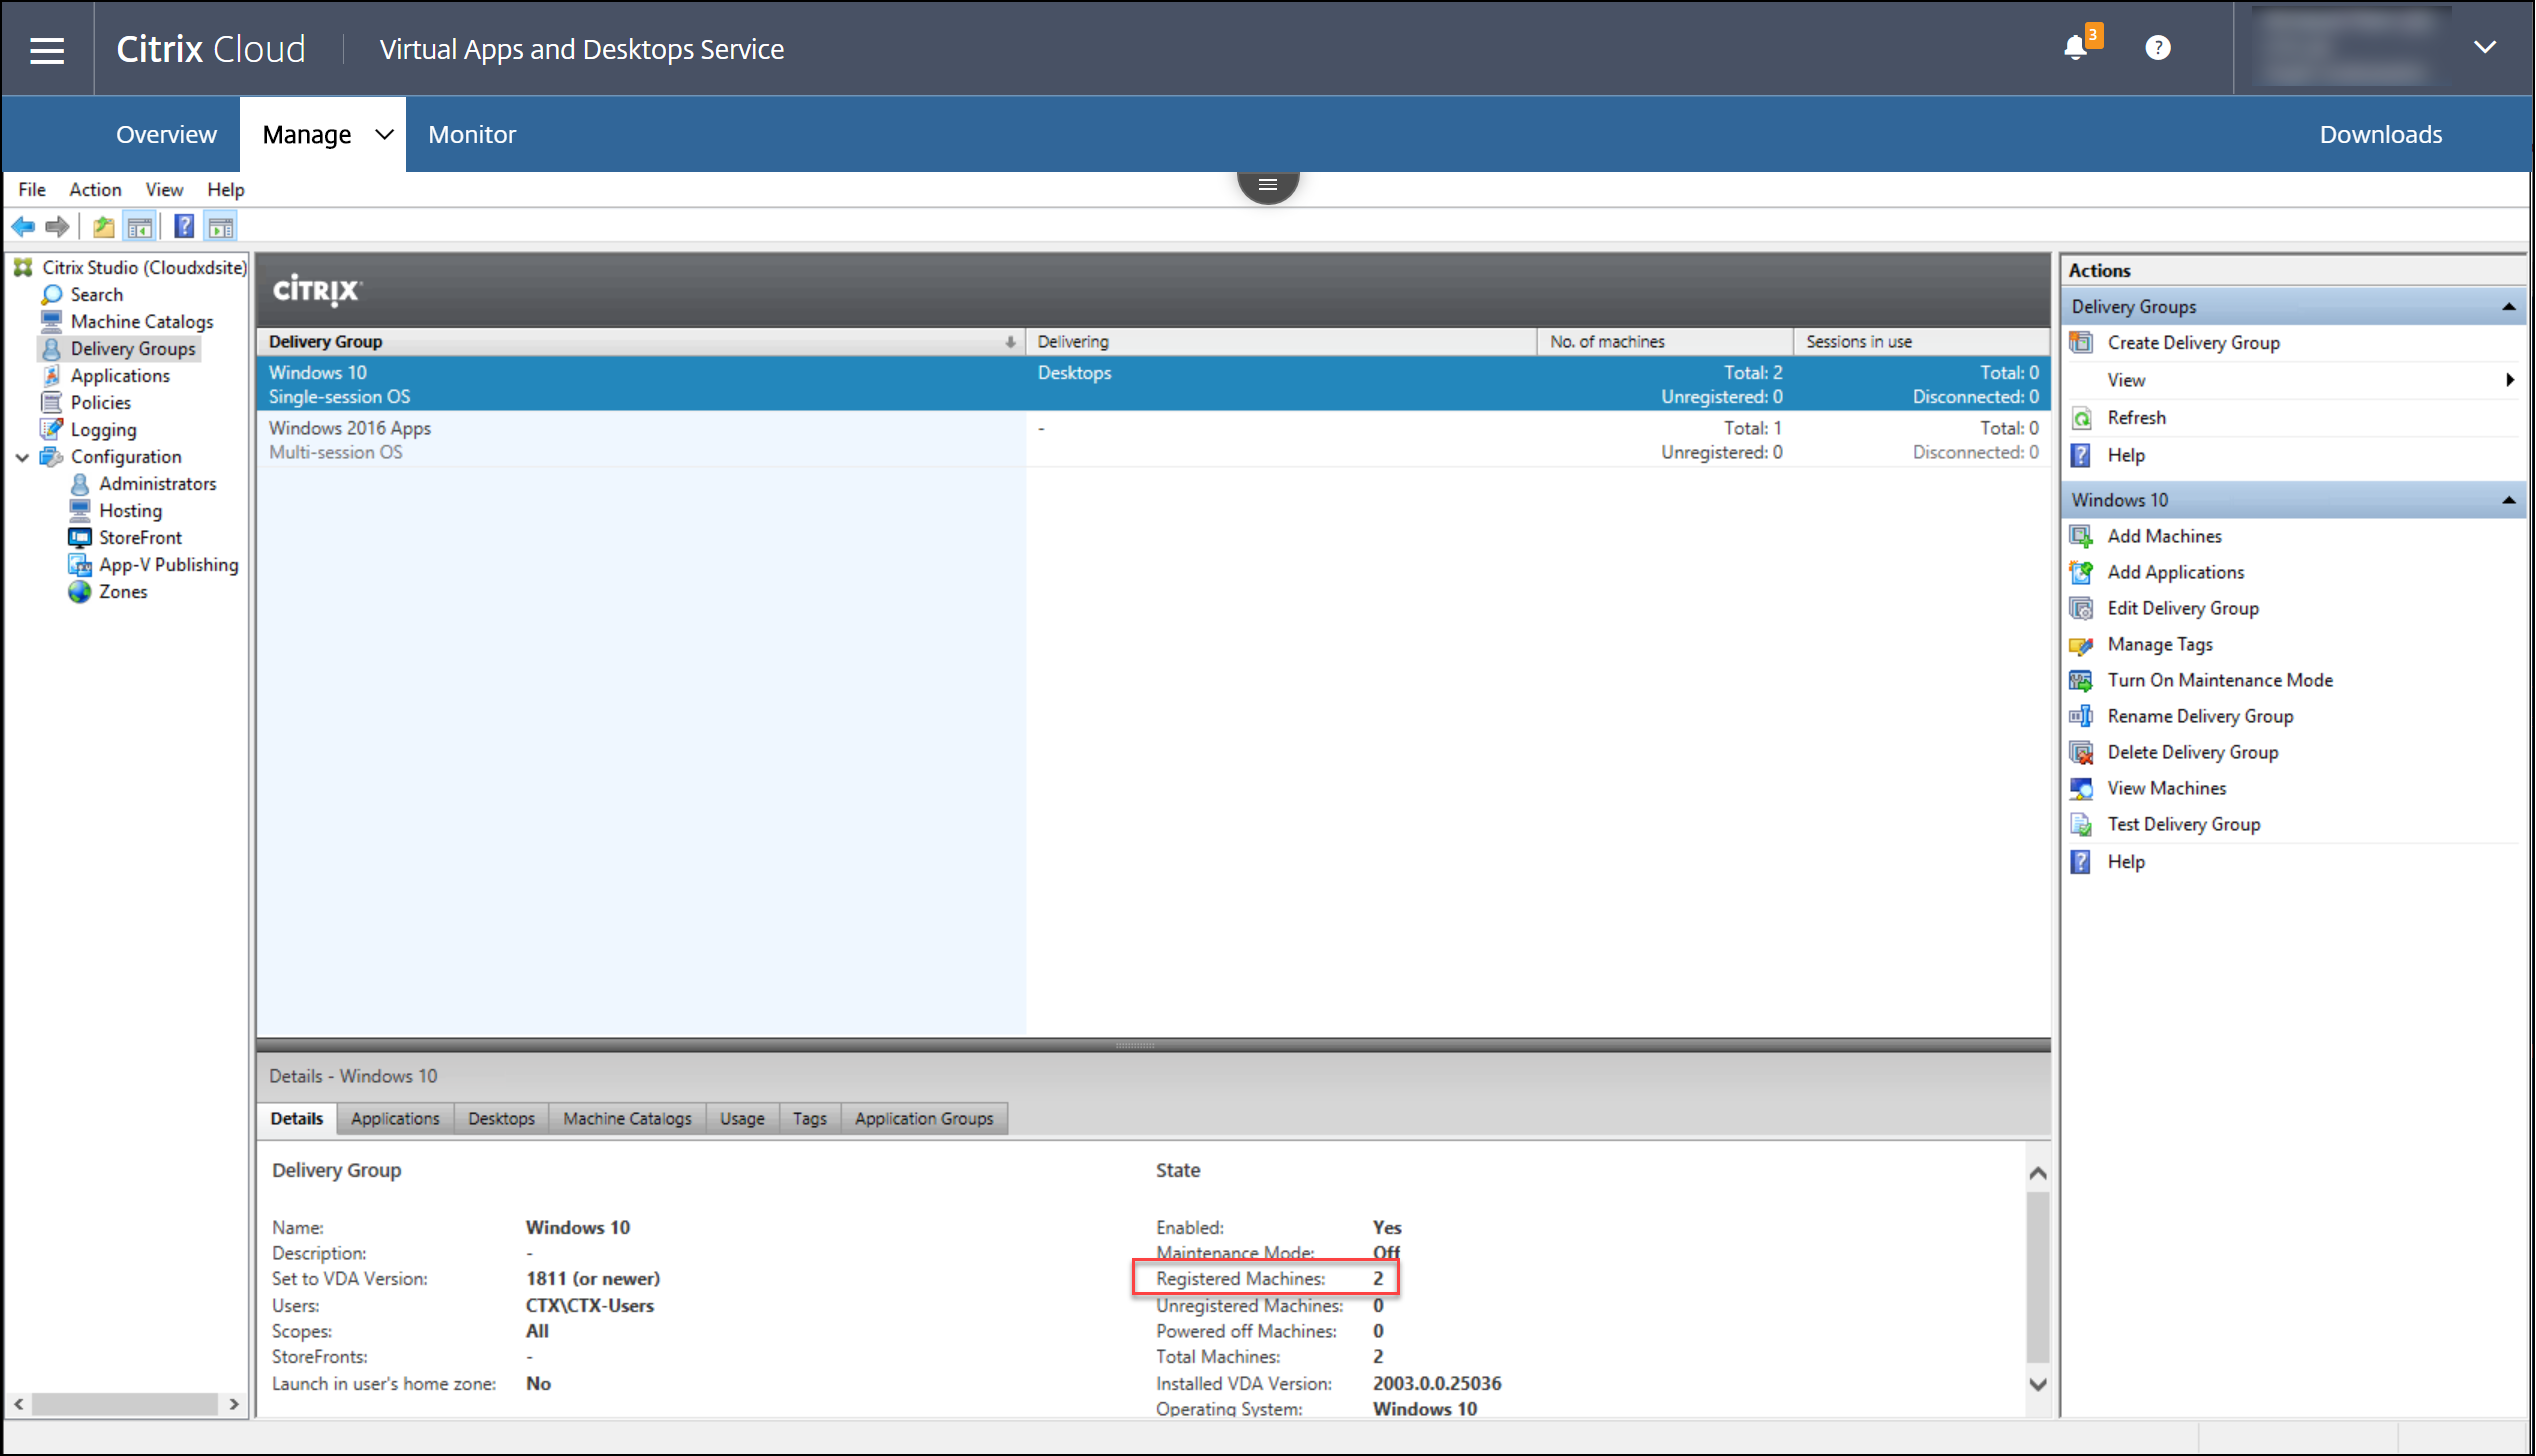 Citrix Cloud
Virtual Apps and Desktops Service
3
?
Overview
Manage
Monitor
Downloads
File Action View Help
?
Citrix Studio (Cloudxdsite)
Search
Machine Catalogs
Delivery Groups
Applications
Policies
Logging
Configuration
Administrators
Hosting
StoreFront
App-V Publishing
Zones
CITRIX
Delivery Group Delivering No. of machines Sessions in use
Windows 10 Desktops Total: 2 Total: 0
Single-session OS Unregistered: 0 Disconnected: 0
Windows 2016 Apps - Total: 1 Total: 0
Multi-session OS Unregistered: 0 Disconnected: 0
Details - Windows 10
Details Applications Desktops Machine Catalogs Usage Tags Application Groups
Delivery Group
Name: Windows 10
Description: -
Set to VDA Version: 1811 (or newer)
Users: CTX\CTX-Users
Scopes: All
StoreFronts: -
Launch in user's home zone: No
State
Enabled: Yes
Maintenance Mode: Off
Registered Machines: 2
Unregistered Machines: 0
Powered off Machines: 0
Total Machines: 2
Installed VDA Version: 2003.0.0.25036
Operating System: Windows 10
Actions
Delivery Groups
Create Delivery Group
View
Refresh
Help
Windows 10
Add Machines
Add Applications
Edit Delivery Group
Manage Tags
Turn On Maintenance Mode
Rename Delivery Group
Delete Delivery Group
View Machines
Test Delivery Group
Help